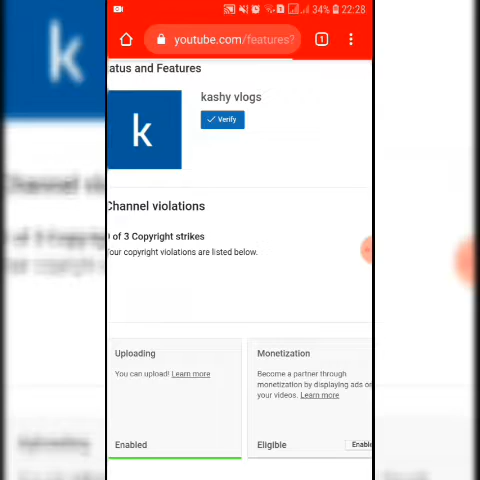 34% 22:28
youtube.com/features?
1
atus and Features
k
kashy vlogs
Verify
Channel violations
of 3 Copyright strikes
our copyright violations are listed below.
Uploading
You can upload! Learn more
Enabled
Monetization
Become a partner through
monetization by displaying ads on
your videos. Learn more
Eligible
Enable